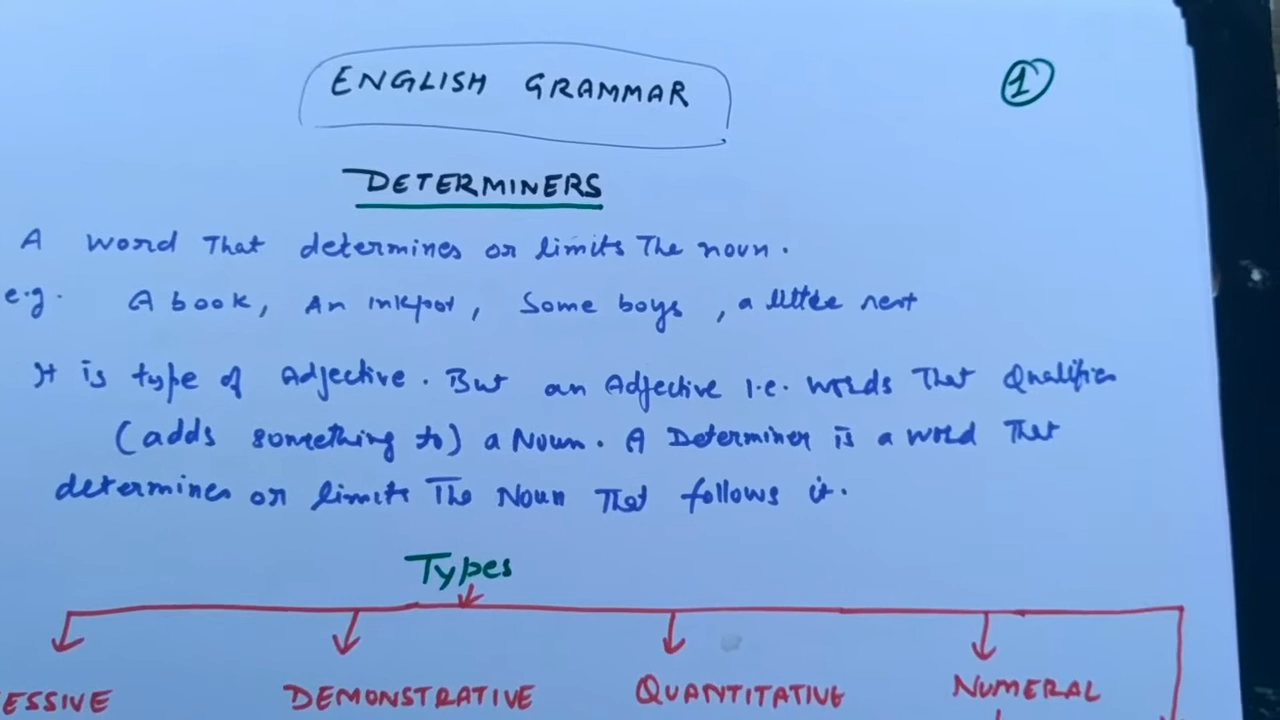 ENGLISH GRAMMAR
1
DETERMINERS
A word That determines or limits The noun.
e.g. A book, An inkpot, Some boys, a little rest
It is type of Adjective. But an Adjective i.e. words That Qualifies
(adds something to) a Noun. A Determiner is a word That
determines or limits The Noun That follows it.
Types
ESSIVE DEMONSTRATIVE QUANTITATIVE NUMERAL